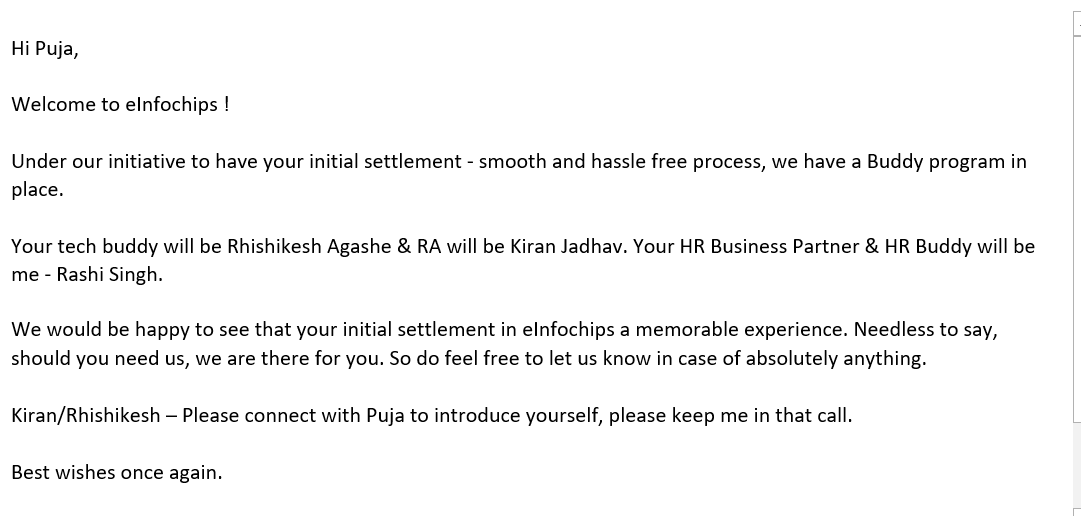 Hi Puja,
Welcome to eInfochips !
Under our initiative to have your initial settlement - smooth and hassle free process, we have a Buddy program in
place.
Your tech buddy will be Rhishikesh Agashe & RA will be Kiran Jadhav. Your HR Business Partner & HR Buddy will be
me - Rashi Singh.
We would be happy to see that your initial settlement in eInfochips a memorable experience. Needless to say,
should you need us, we are there for you. So do feel free to let us know in case of absolutely anything.
Kiran/Rhishikesh – Please connect with Puja to introduce yourself, please keep me in that call.
Best wishes once again.